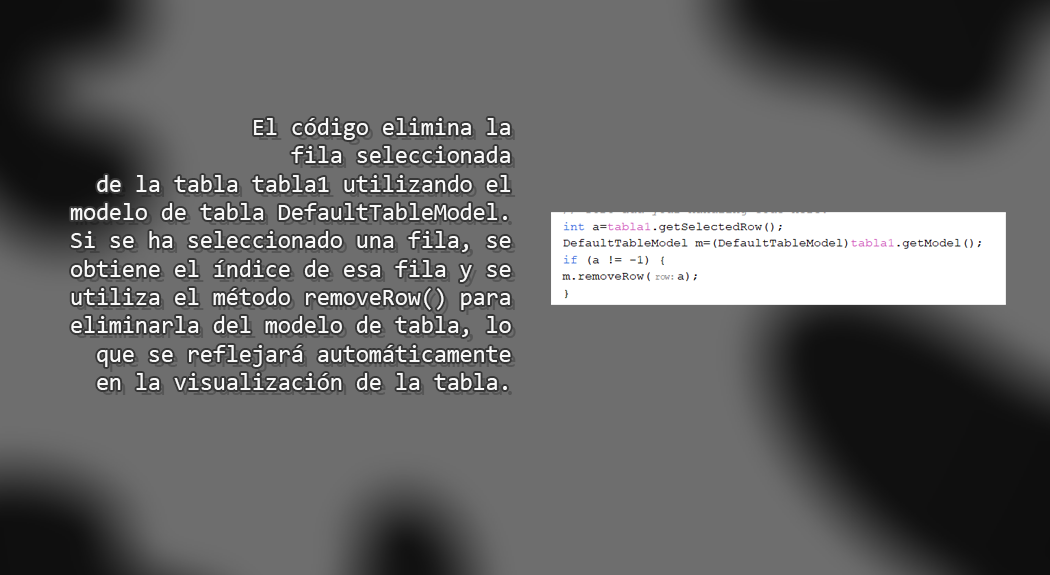 El código elimina la
fila seleccionada
de la tabla tabla1 utilizando el
modelo de tabla DefaultTableModel.
Si se ha seleccionado una fila, se
obtiene el índice de esa fila y se
utiliza el método removeRow() para
eliminarla del modelo de tabla, lo
que se reflejará automáticamente
en la visualización de la tabla.
int a=tabla1.getSelectedRow();
DefaultTableModel m=(DefaultTableModel)tabla1.getModel();
if (a != -1) {
m.removeRow( row: a);
}